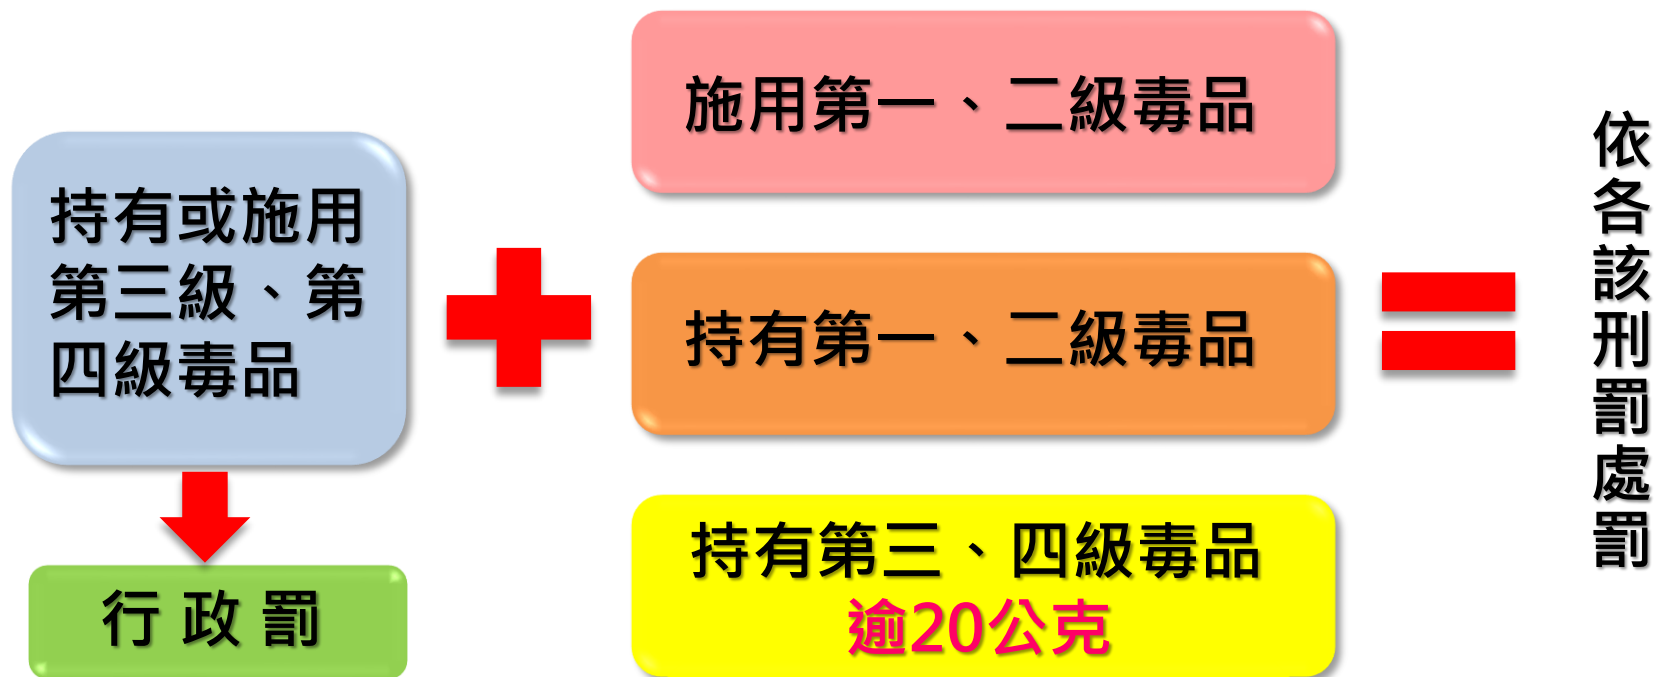 持有或施用
第三級、第
四級毒品
行政罰
施用第一、二級毒品
持有第一、二級毒品
持有第三、四級毒品
逾20公克
依各該刑罰處罰